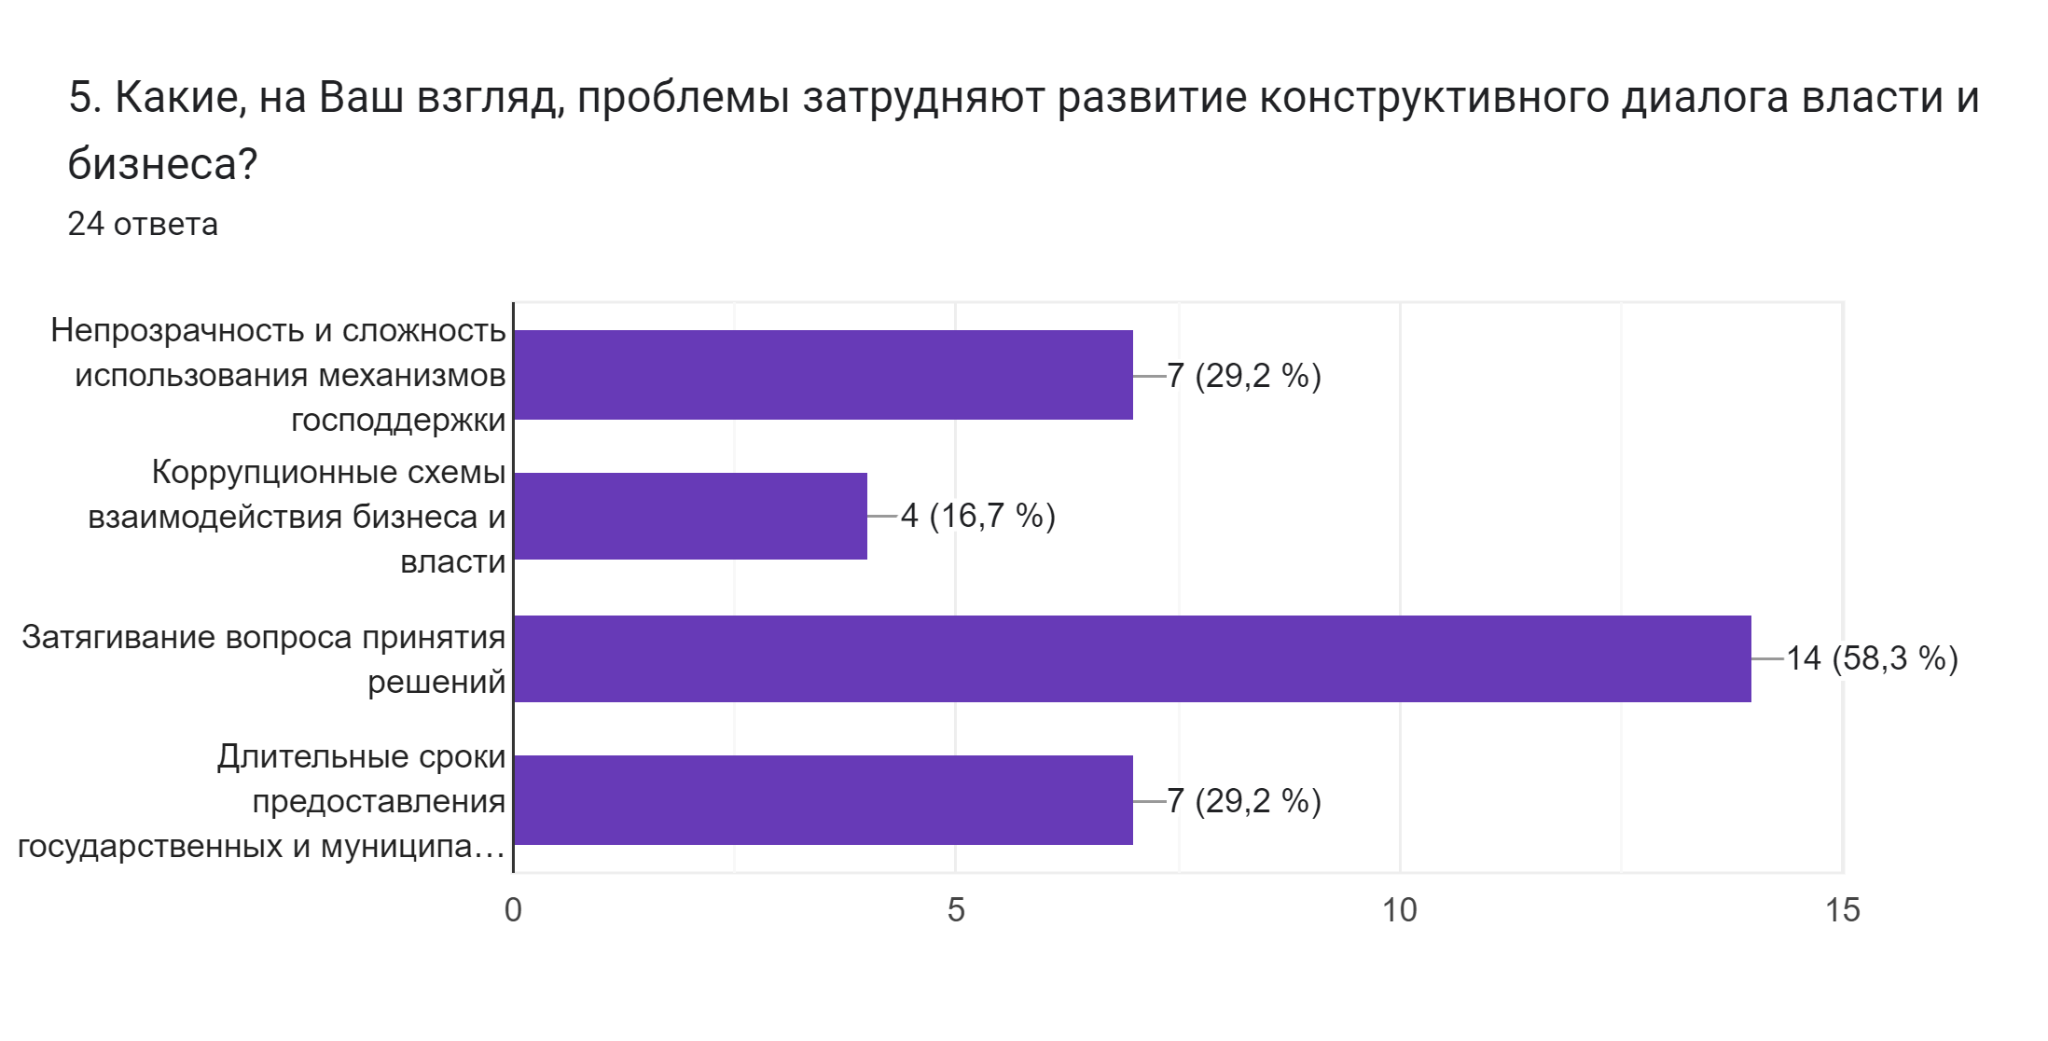 5. Какие, на Ваш взгляд, проблемы затрудняют развитие конструктивного диалога власти и
бизнеса?
24 ответа
Непрозрачность и сложность
использования механизмов
господдержки
7 (29,2 %)
Коррупционные схемы
взаимодействия бизнеса и
власти
4 (16,7 %)
Затягивание вопроса принятия
решений
14 (58,3 %)
Длительные сроки
предоставления
государственных и муниципа…
7 (29,2 %)
0 5 10 15